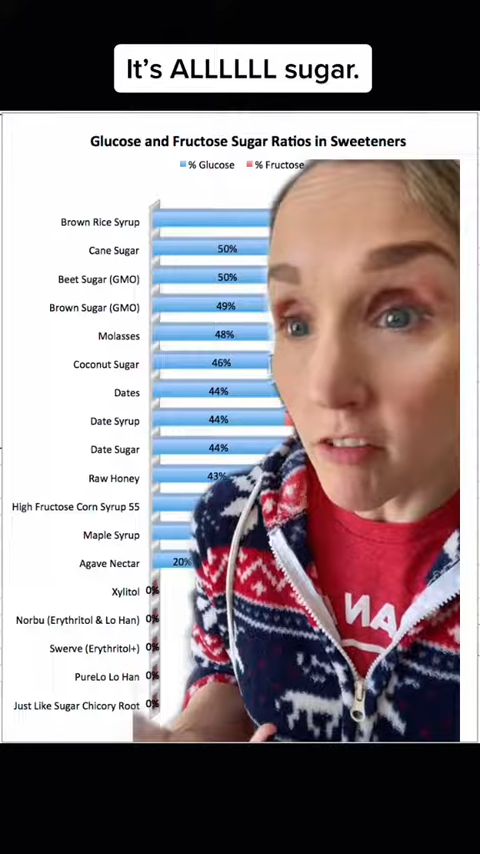 It's ALLLLLL sugar.
Glucose and Fructose Sugar Ratios in Sweeteners
% Glucose % Fructose
Brown Rice Syrup
Cane Sugar 50%
Beet Sugar (GMO) 50%
Brown Sugar (GMO) 49%
Molasses 48%
Coconut Sugar 46%
Dates 44%
Date Syrup 44%
Date Sugar 44%
Raw Honey 43%
High Fructose Corn Syrup 55
Maple Syrup
Agave Nectar 20%
Xylitol 0%
Norbu (Erythritol & Lo Han) 0%
Swerve (Erythritol+) 0%
PureLo Lo Han 0%
Just Like Sugar Chicory Root 0%